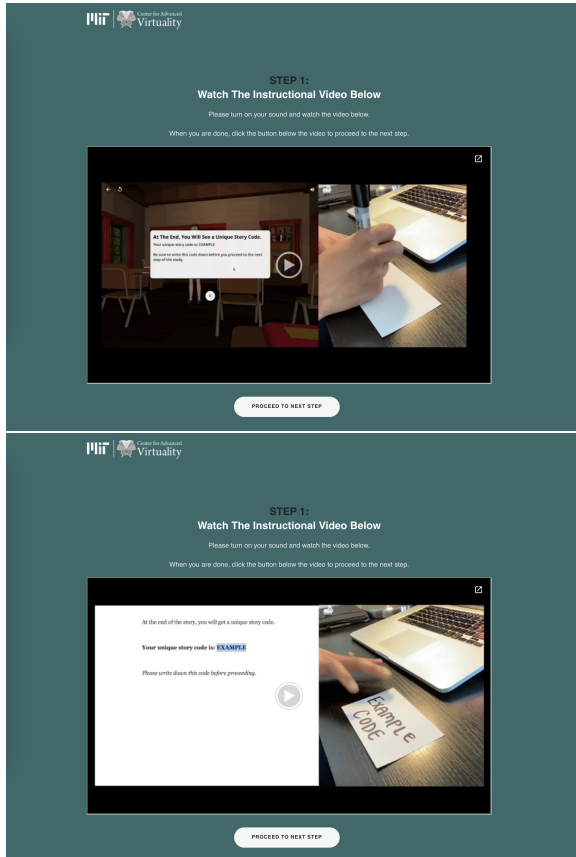 MIT Center for Advanced
Virtuality
STEP 1:
Watch The Instructional Video Below
Please turn on your sound and watch the video below.
When you are done, click the button below the video to proceed to the next step.
At The End, You Will See a Unique Story Code.
Your unique story code is: EXAMPLE
Be sure to write this code down before you proceed to the next
step of the study.
PROCEED TO NEXT STEP
MIT Center for Advanced
Virtuality
STEP 1:
Watch The Instructional Video Below
Please turn on your sound and watch the video below.
When you are done, click the button below the video to proceed to the next step.
At the end of the story, you will get a unique story code.
Your unique story code is: EXAMPLE
Please write down this code before proceeding.
EXAMPLE
CODE
PROCEED TO NEXT STEP